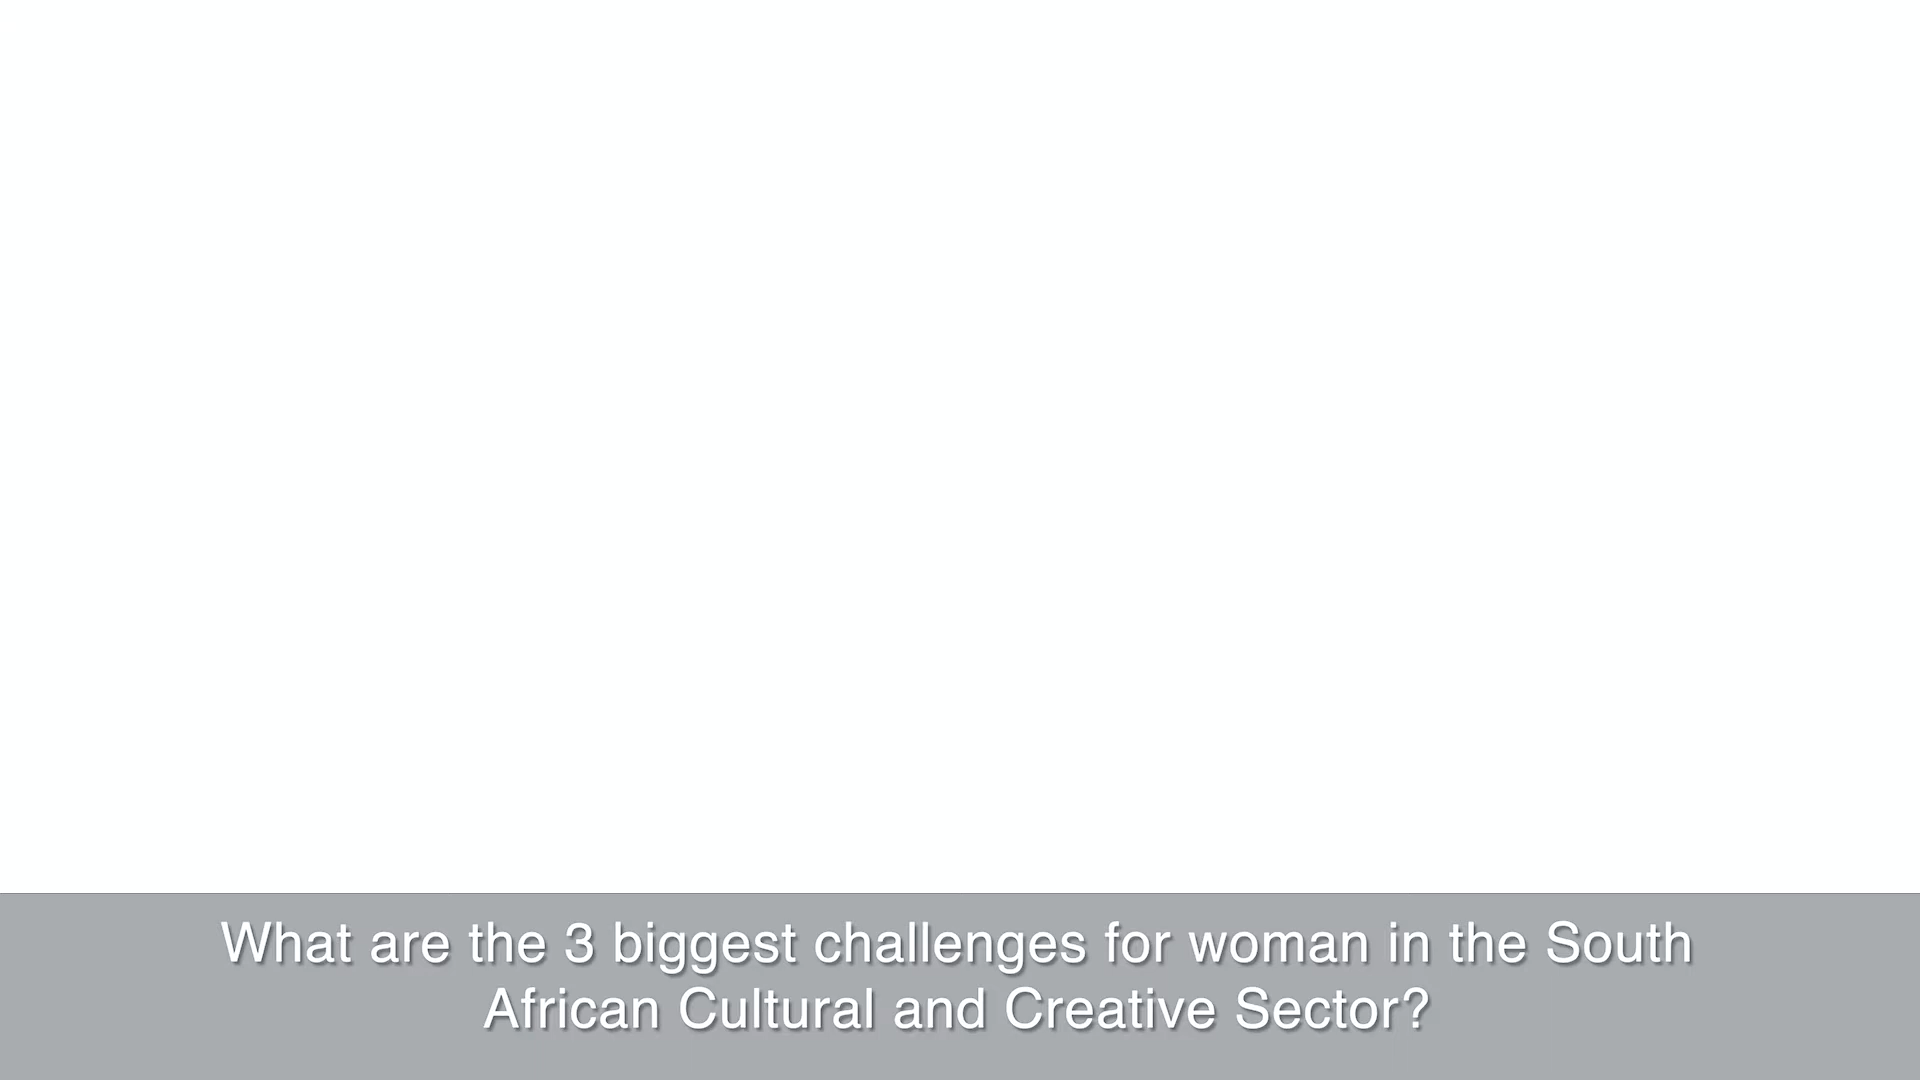 What are the 3 biggest challenges for woman in the South
African Cultural and Creative Sector?